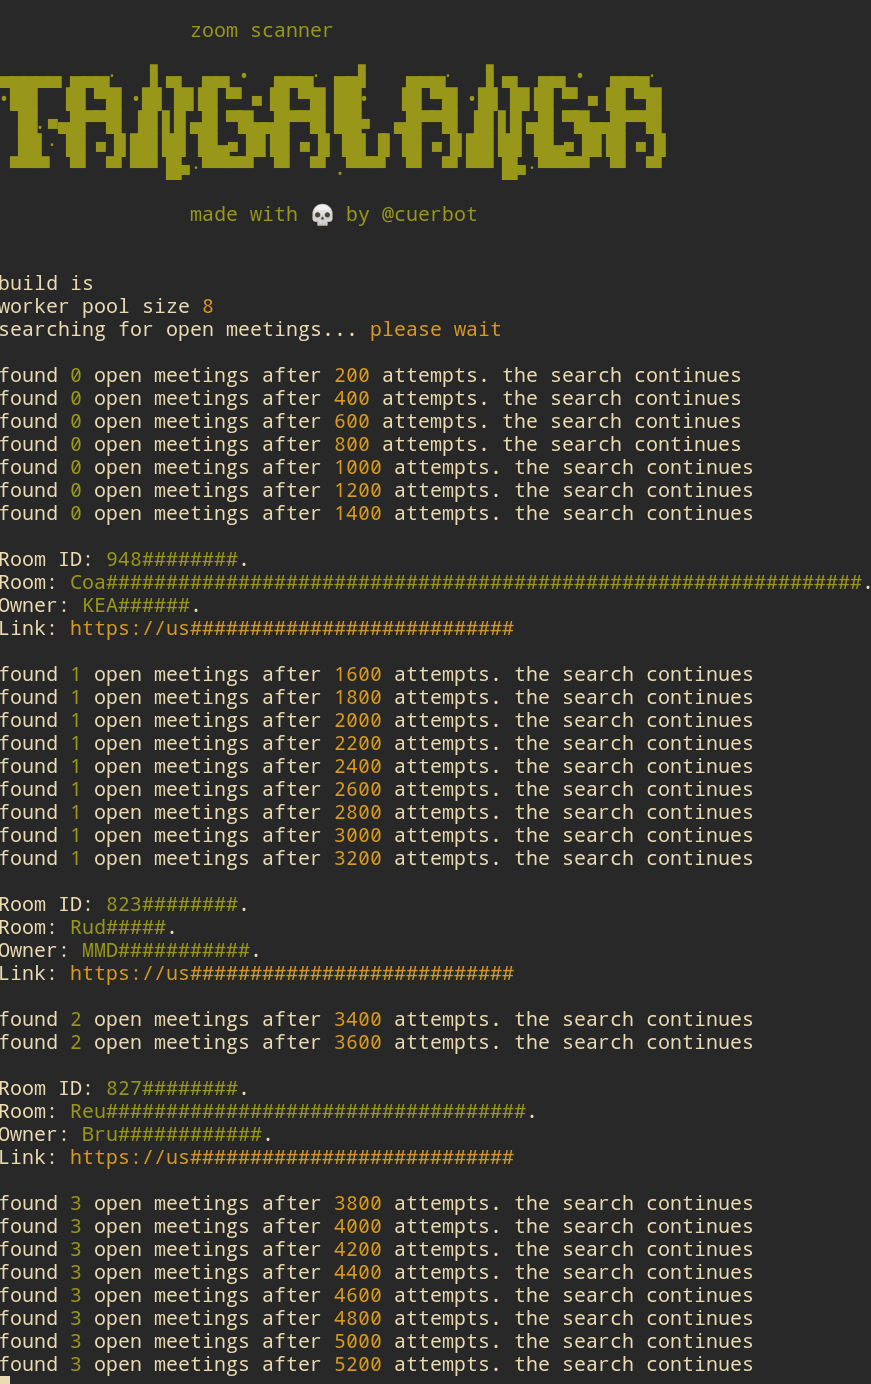 zoom scanner
TANGALANGA
made with 💀 by @cuerbot
build is
worker pool size 8
searching for open meetings... please wait
found 0 open meetings after 200 attempts. the search continues
found 0 open meetings after 400 attempts. the search continues
found 0 open meetings after 600 attempts. the search continues
found 0 open meetings after 800 attempts. the search continues
found 0 open meetings after 1000 attempts. the search continues
found 0 open meetings after 1200 attempts. the search continues
found 0 open meetings after 1400 attempts. the search continues
Room ID: 948########.
Room: Coa###############################################################.
Owner: KEA######.
Link: https://us###########################
found 1 open meetings after 1600 attempts. the search continues
found 1 open meetings after 1800 attempts. the search continues
found 1 open meetings after 2000 attempts. the search continues
found 1 open meetings after 2200 attempts. the search continues
found 1 open meetings after 2400 attempts. the search continues
found 1 open meetings after 2600 attempts. the search continues
found 1 open meetings after 2800 attempts. the search continues
found 1 open meetings after 3000 attempts. the search continues
found 1 open meetings after 3200 attempts. the search continues
Room ID: 823########.
Room: Rud#####.
Owner: MMD###########.
Link: https://us###########################
found 2 open meetings after 3400 attempts. the search continues
found 2 open meetings after 3600 attempts. the search continues
Room ID: 827########.
Room: Reu###################################.
Owner: Bru############.
Link: https://us###########################
found 3 open meetings after 3800 attempts. the search continues
found 3 open meetings after 4000 attempts. the search continues
found 3 open meetings after 4200 attempts. the search continues
found 3 open meetings after 4400 attempts. the search continues
found 3 open meetings after 4600 attempts. the search continues
found 3 open meetings after 4800 attempts. the search continues
found 3 open meetings after 5000 attempts. the search continues
found 3 open meetings after 5200 attempts. the search continues